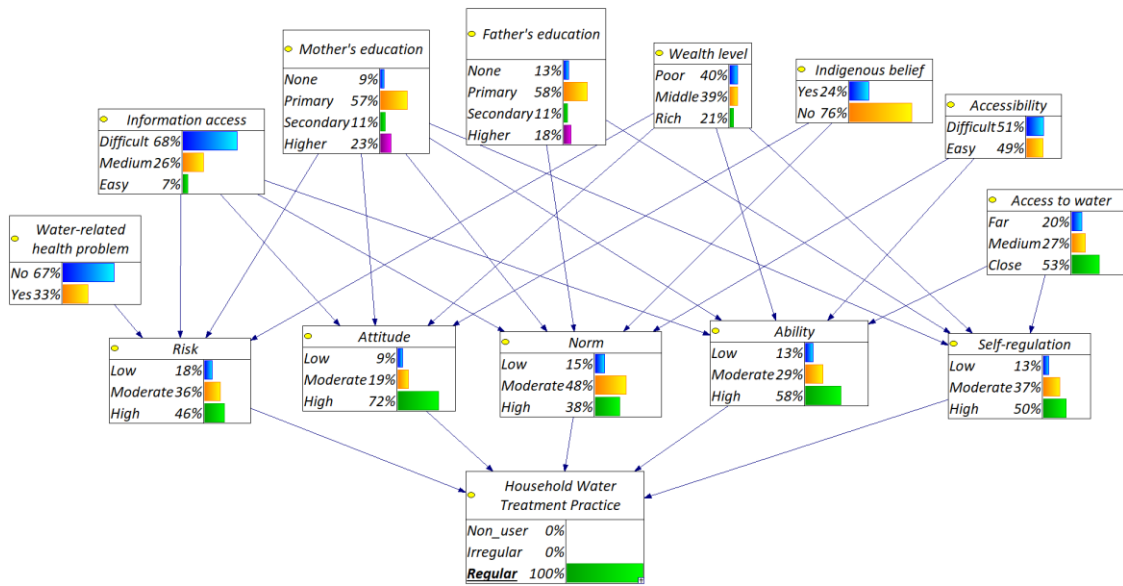 Mother's education
None 9%
Primary 57%
Secondary 11%
Higher 23%
Father's education
None 13%
Primary 58%
Secondary 11%
Higher 18%
Wealth level
Poor 40%
Middle 39%
Rich 21%
Indigenous belief
Yes 24%
No 76%
Information access
Difficult 68%
Medium 26%
Easy 7%
Accessibility
Difficult 51%
Easy 49%
Water-related
health problem
No 67%
Yes 33%
Access to water
Far 20%
Medium 27%
Close 53%
Risk
Low 18%
Moderate 36%
High 46%
Attitude
Low 9%
Moderate 19%
High 72%
Norm
Low 15%
Moderate 48%
High 38%
Ability
Low 13%
Moderate 29%
High 58%
Self-regulation
Low 13%
Moderate 37%
High 50%
Household Water
Treatment Practice
Non_user 0%
Irregular 0%
Regular 100%